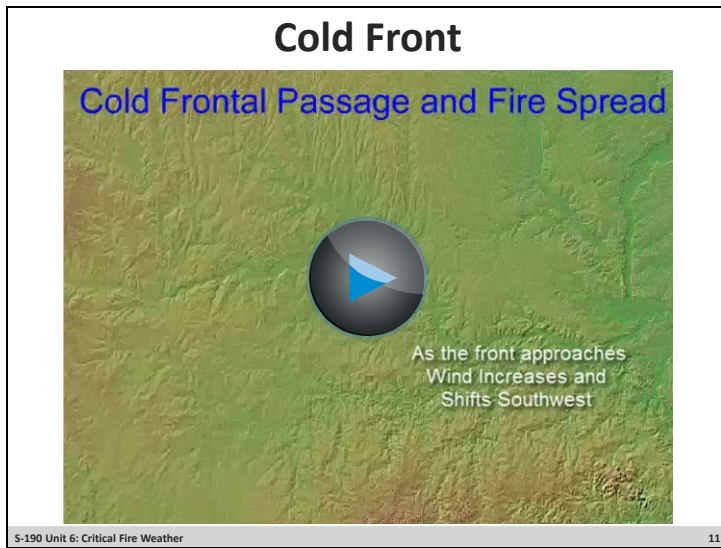 Cold Front
Cold Frontal Passage and Fire Spread
As the front approaches
Wind Increases and
Shifts Southwest
S-190 Unit 6: Critical Fire Weather 11